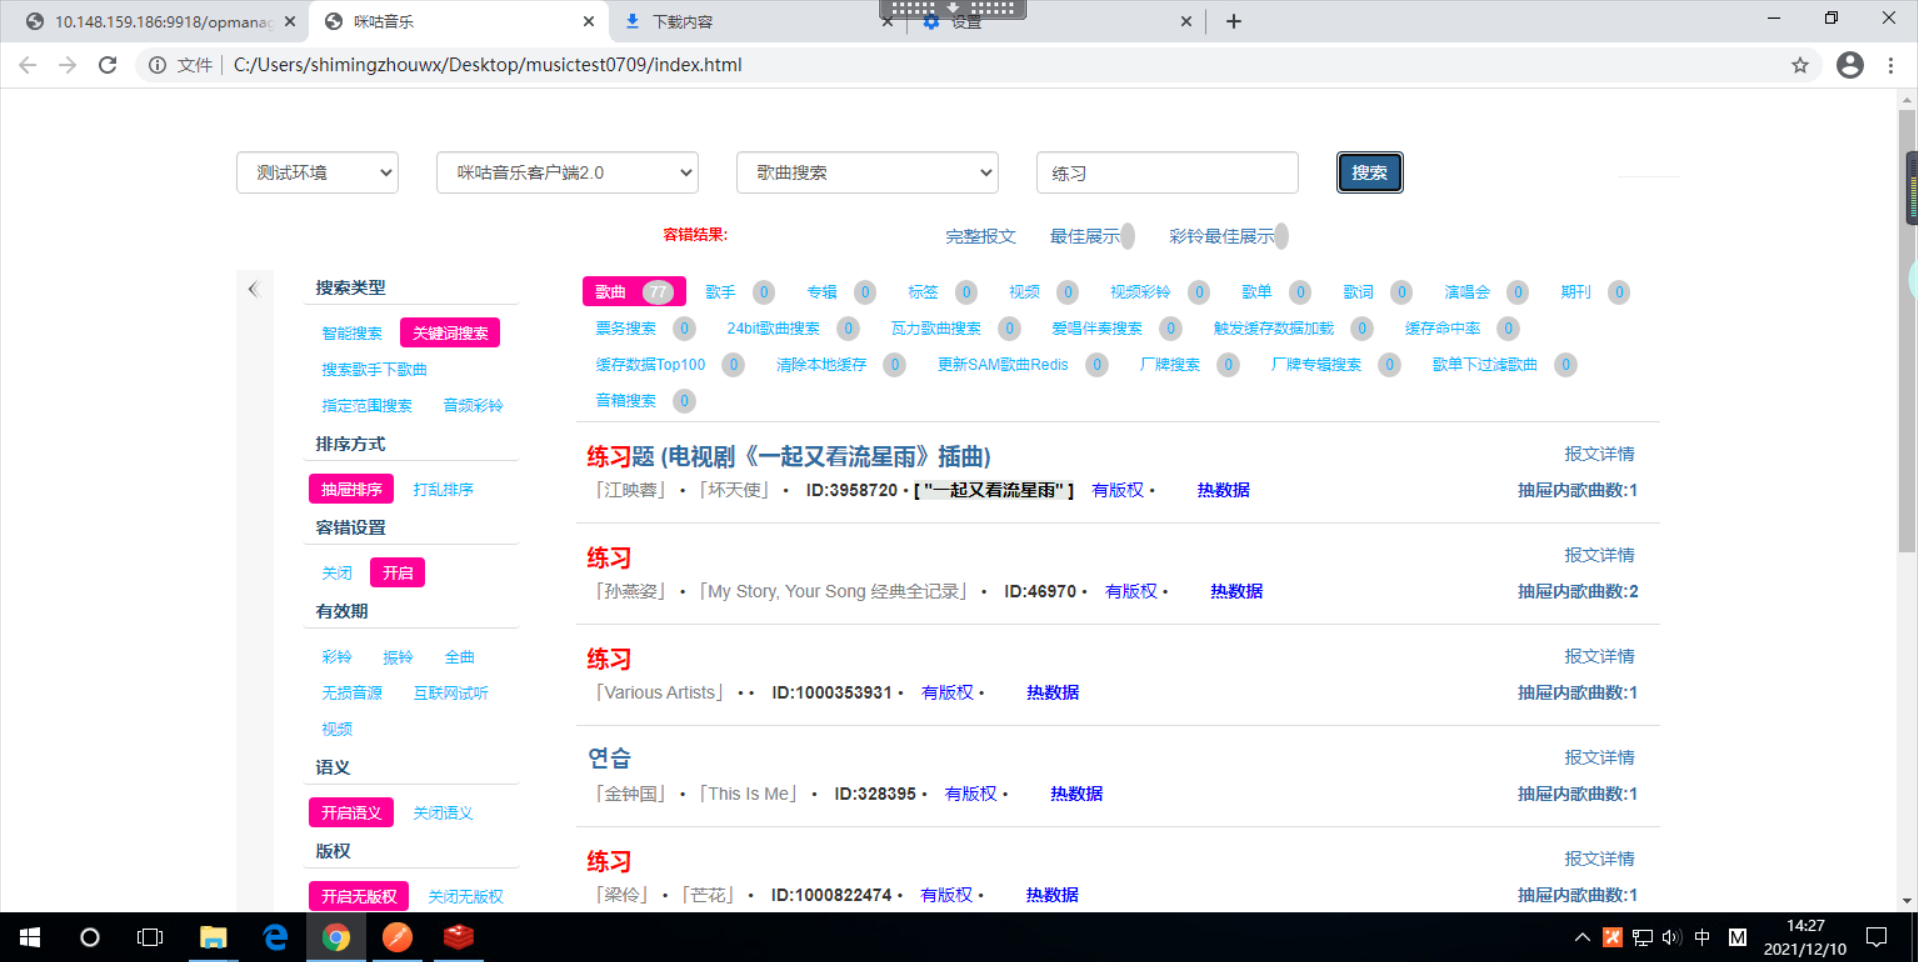 10.148.159.186:9918/opmana
咪咕音乐
下载内容
设置
文件
C:/Users/shimingzhouwx/Desktop/musictest0709/index.html
测试环境
咪咕音乐客户端2.0
歌曲搜索
练习
搜索
容错结果:
完整报文
最佳展示
彩铃最佳展示
搜索类型
智能搜索 关键词搜索
搜索歌手下歌曲
指定范围搜索 音频彩铃
排序方式
抽屉排序 打乱排序
容错设置
关闭 开启
有效期
彩铃 振铃 全曲
无损音源 互联网试听
视频
语义
开启语义 关闭语义
版权
开启无版权 关闭无版权
歌曲 77 歌手 0 专辑 0 标签 0 视频 0 视频彩铃 0 歌单 0 歌词 0 演唱会 0 期刊 0
票务搜索 0 24bit歌曲搜索 0 瓦力歌曲搜索 0 爱唱伴奏搜索 0 触发缓存数据加载 0 缓存命中率 0
缓存数据Top100 0 清除本地缓存 0 更新SAM歌曲Redis 0 厂牌搜索 0 厂牌专辑搜索 0 歌单下过滤歌曲 0
音箱搜索 0
练习题 (电视剧《一起又看流星雨》插曲) 报文详情
「江映蓉」 • 「坏天使」 • ID:3958720 • [ "一起又看流星雨" ] 有版权 • 热数据 抽屉内歌曲数:1
练习 报文详情
「孙燕姿」 • 「My Story, Your Song 经典全记录」 • ID:46970 • 有版权 • 热数据 抽屉内歌曲数:2
练习 报文详情
「Various Artists」 • • ID:1000353931 • 有版权 • 热数据 抽屉内歌曲数:1
연습 报文详情
「金钟国」 • 「This Is Me」 • ID:328395 • 有版权 • 热数据 抽屉内歌曲数:1
练习 报文详情
「梁伶」 • 「芒花」 • ID:1000822474 • 有版权 • 热数据 抽屉内歌曲数:1
中
M
14:27
2021/12/10